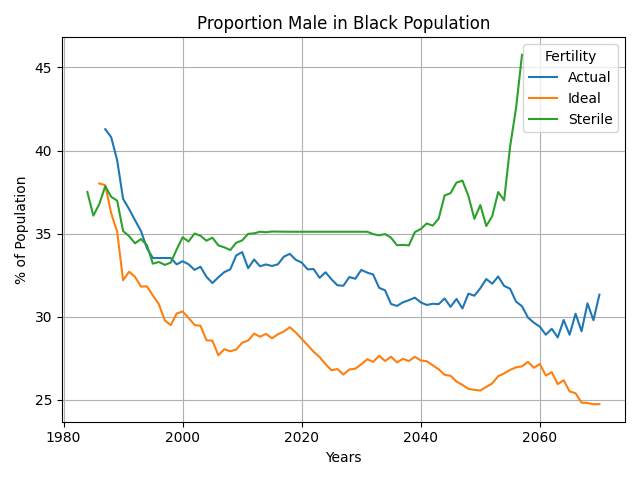 Proportion Male in Black Population
Fertility
Actual
Ideal
Sterile
% of Population
45
40
35
30
25
1980
2000
2020
2040
2060
Years